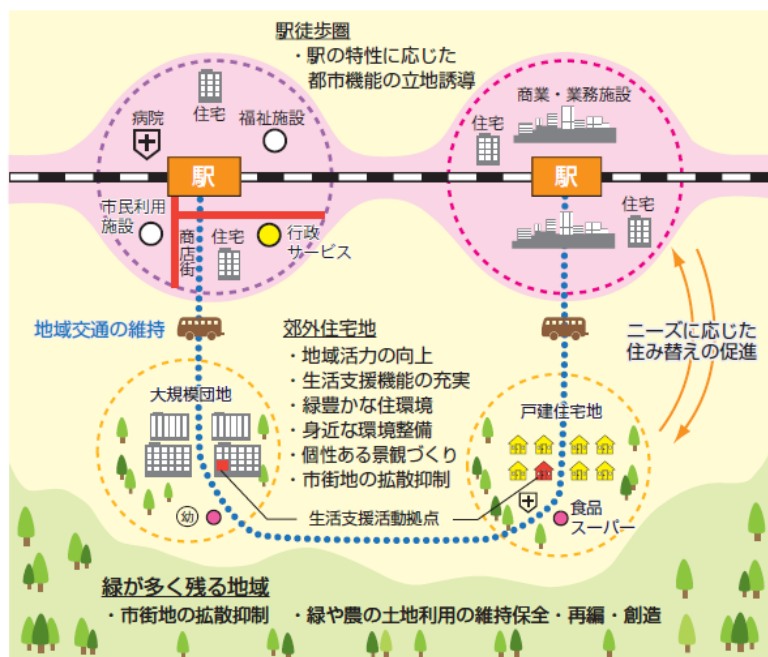 駅徒歩圏
・駅の特性に応じた
都市機能の立地誘導
病院
住宅
福祉施設
駅
市民利用
施設
商店街
住宅
行政
サービス
商業・業務施設
住宅
駅
住宅
地域交通の維持
郊外住宅地
・地域活力の向上
・生活支援機能の充実
・緑豊かな住環境
・身近な環境整備
・個性ある景観づくり
・市街地の拡散抑制
ニーズに応じた
住み替えの促進
大規模団地
戸建住宅地
幼
生活支援活動拠点
食品
スーパー
緑が多く残る地域
・市街地の拡散抑制　・緑や農の土地利用の維持保全・再編・創造